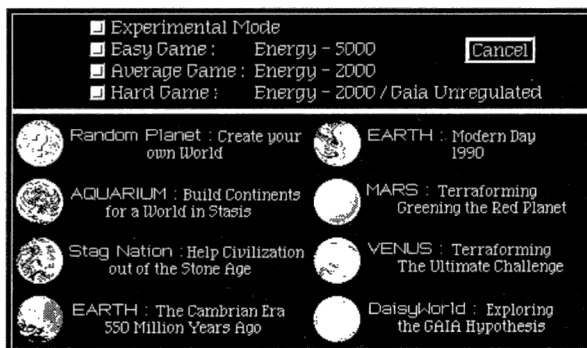 Experimental Mode
Easy Game : Energy - 5000
Cancel
Average Game : Energy - 2000
Hard Game : Energy - 2000 / Gaia Unregulated
Random Planet : Create your
own World
EARTH : Modern Day
1990
AQUARIUM : Build Continents
for a World in Stasis
MARS : Terraforming
Greening the Red Planet
Stag Nation : Help Civilization
out of the Stone Age
VENUS : Terraforming
The Ultimate Challenge
EARTH : The Cambrian Era
550 Million Years Ago
DaisyWorld : Exploring
the GAIA Hypothesis